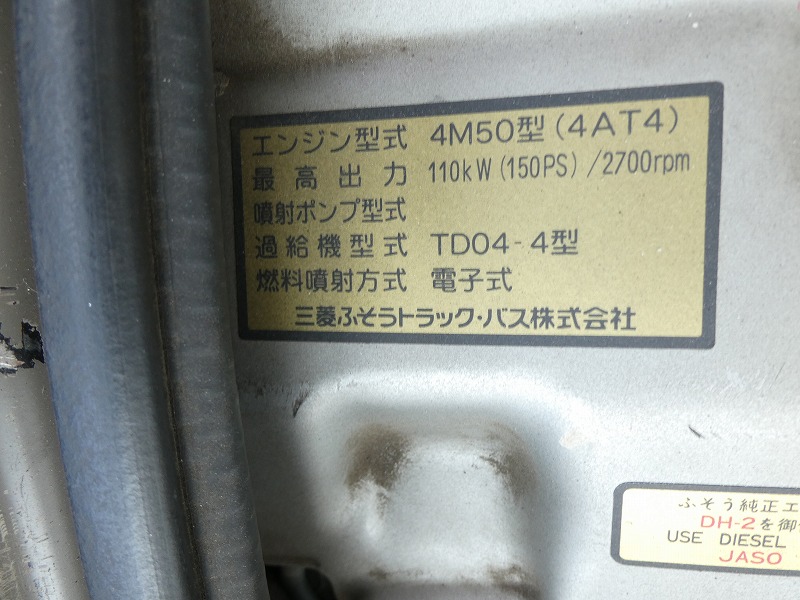 エンジン型式 4M50型(4AT4)
最高出力 110kW(150PS)/2700rpm
噴射ポンプ型式
過給機型式 TD04-4型
燃料噴射方式 電子式
三菱ふそうトラック・バス株式会社
ふそう純正エ
DH-2を御
USE DIESEL
JASO